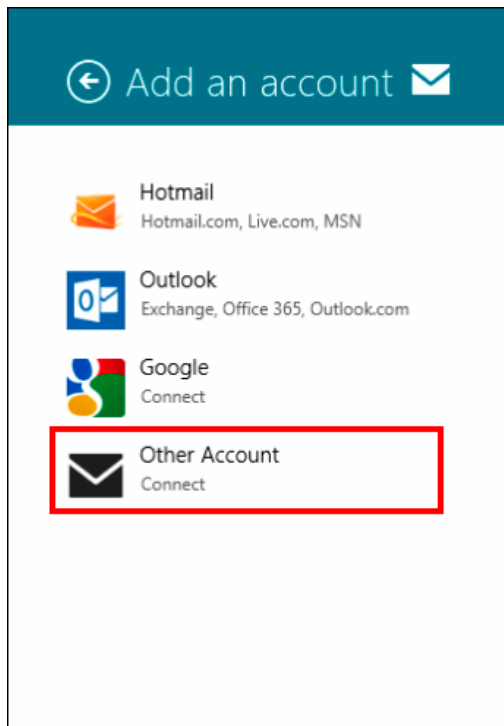 Add an account
Hotmail
Hotmail.com, Live.com, MSN
Outlook
Exchange, Office 365, Outlook.com
Google
Connect
Other Account
Connect